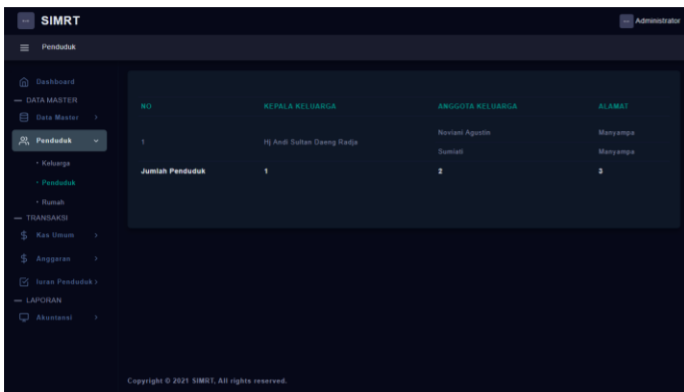 SIMRT
Administrator
Penduduk
Dashboard
DATA MASTER
Data Master
Penduduk
Keluarga
Penduduk
Rumah
TRANSAKSI
Kas Umum
Anggaran
Iuran Penduduk
LAPORAN
Akuntansi
NO KEPALA KELUARGA ANGGOTA KELUARGA ALAMAT
1 Hj Andi Sultan Daeng Radja Noviani Agustin Manyampa
Sumiati Manyampa
Jumlah Penduduk 1 2 3
Copyright © 2021 SIMRT, All rights reserved.